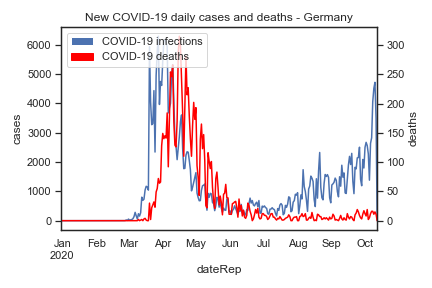 New COVID-19 daily cases and deaths - Germany
COVID-19 infections
COVID-19 deaths
6000
5000
4000
3000
2000
1000
0
cases
300
250
200
150
100
50
0
deaths
Jan Feb Mar Apr May Jun Jul Aug Sep Oct
2020
dateRep